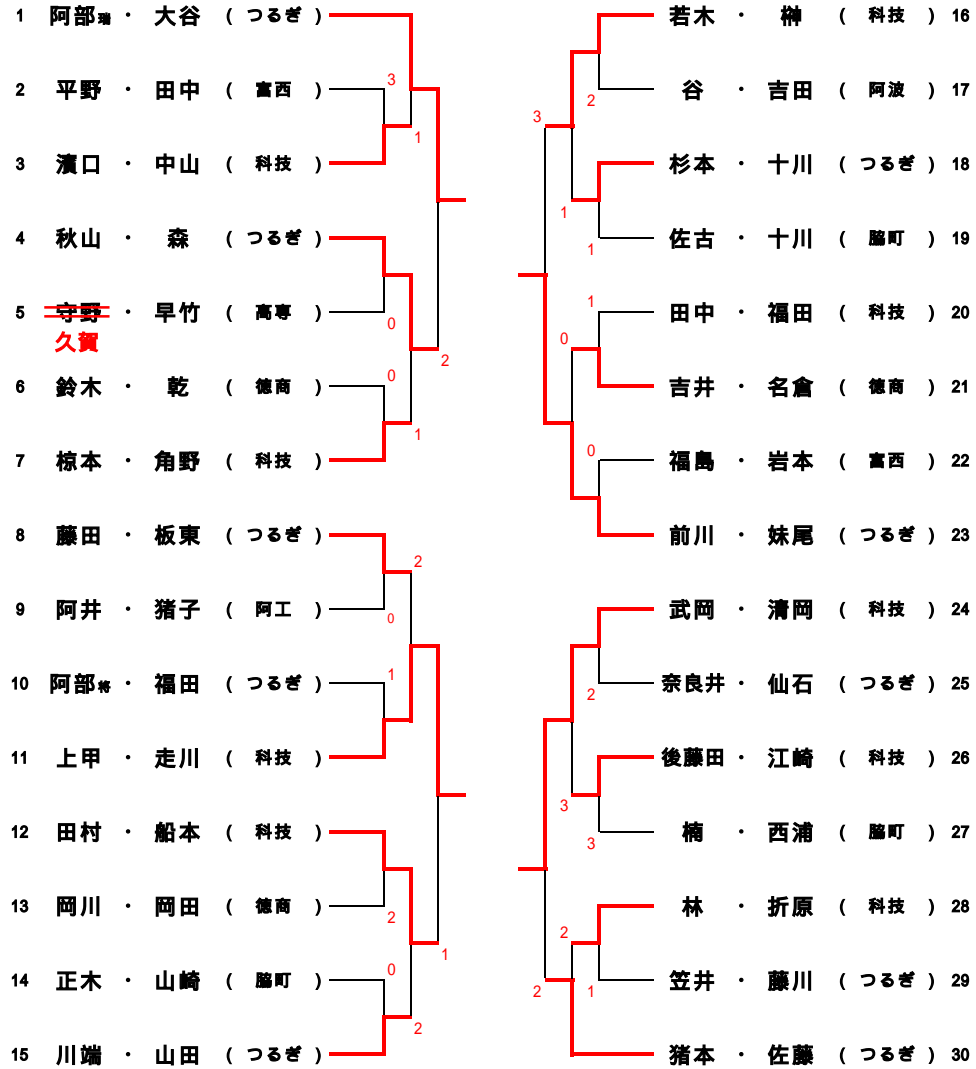 1 阿部瑞 ・ 大谷 ( つるぎ )
3
2 平野 ・ 田中 ( 富西 )
1
3 濱口 ・ 中山 ( 科技 )
4 秋山 ・ 森 ( つるぎ )
5 守野 ・ 早竹 ( 高専 )
0
久賀
2
6 鈴木 ・ 乾 ( 徳商 )
0
1
7 椋本 ・ 角野 ( 科技 )
8 藤田 ・ 板東 ( つるぎ )
2
9 阿井 ・ 猪子 ( 阿工 )
0
10 阿部将 ・ 福田 ( つるぎ )
1
11 上甲 ・ 走川 ( 科技 )
12 田村 ・ 船本 ( 科技 )
13 岡川 ・ 岡田 ( 徳商 )
2
1
14 正木 ・ 山崎 ( 脇町 )
0
2
15 川端 ・ 山田 ( つるぎ )
若木 ・ 榊 ( 科技 ) 16
谷 ・ 吉田 ( 阿波 ) 17
2
3
杉本 ・ 十川 ( つるぎ ) 18
1
佐古 ・ 十川 ( 脇町 ) 19
1
1
田中 ・ 福田 ( 科技 ) 20
0
吉井 ・ 名倉 ( 徳商 ) 21
0
福島 ・ 岩本 ( 富西 ) 22
前川 ・ 妹尾 ( つるぎ ) 23
武岡 ・ 清岡 ( 科技 ) 24
奈良井 ・ 仙石 ( つるぎ ) 25
2
後藤田 ・ 江崎 ( 科技 ) 26
3
楠 ・ 西浦 ( 脇町 ) 27
3
林 ・ 折原 ( 科技 ) 28
2
笠井 ・ 藤川 ( つるぎ ) 29
2
1
猪本 ・ 佐藤 ( つるぎ ) 30